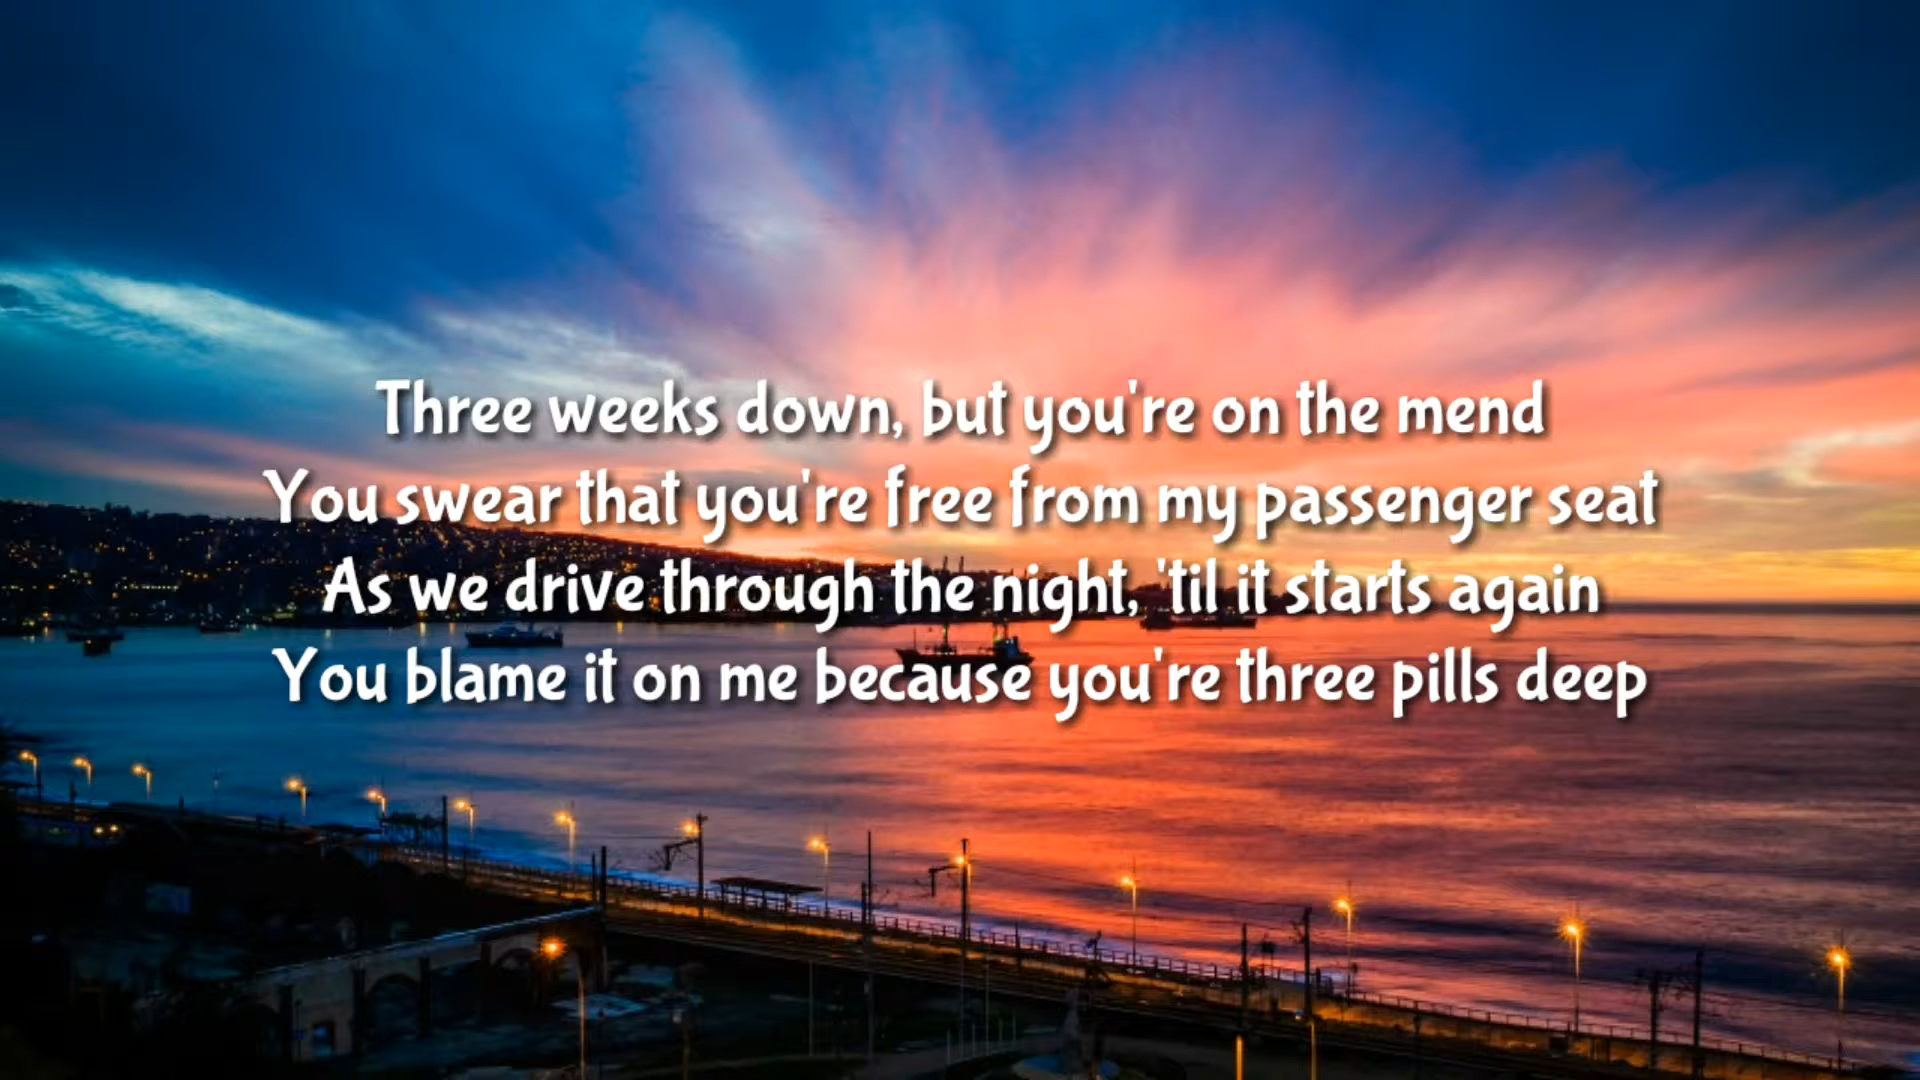 Three weeks down, but you're on the mend
You swear that you're free from my passenger seat
As we drive through the night, 'til it starts again
You blame it on me because you're three pills deep